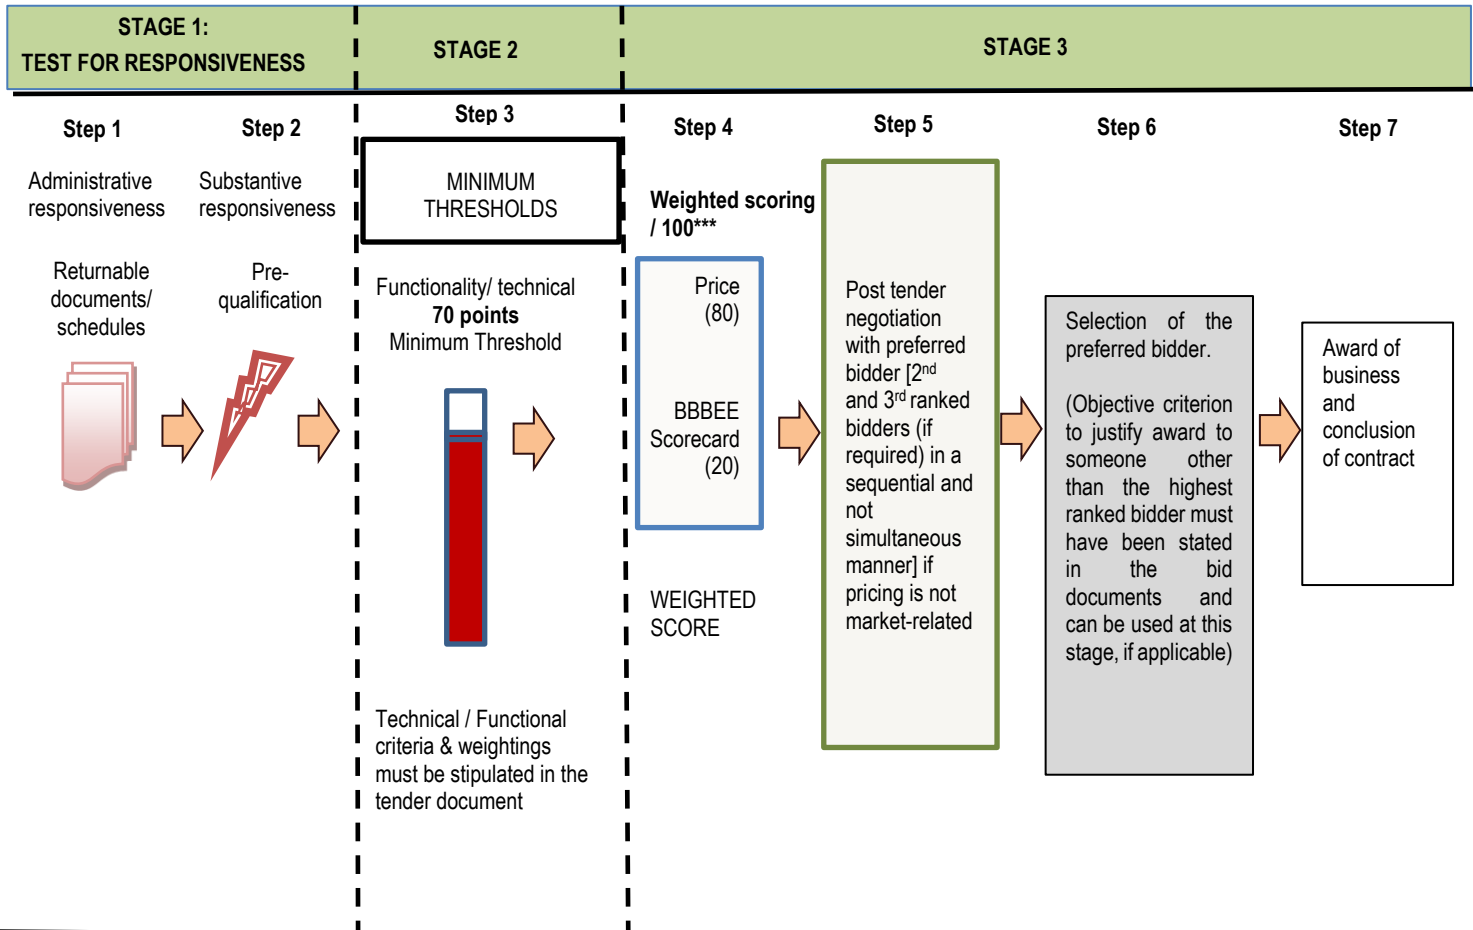 STAGE 1:
TEST FOR RESPONSIVENESS
STAGE 2
STAGE 3
Step 1
Administrative
responsiveness
Returnable
documents/
schedules
Step 2
Substantive
responsiveness
Pre-
qualification
Step 3
MINIMUM
THRESHOLDS
Functionality/ technical
70 points
Minimum Threshold
Technical / Functional
criteria & weightings
must be stipulated in the
tender document
Step 4
Weighted scoring
/ 100***
Price
(80)
BBBEE
Scorecard
(20)
WEIGHTED
SCORE
Step 5
Post tender
negotiation
with preferred
bidder [2nd
and 3rd ranked
bidders (if
required) in a
sequential and
not
simultaneous
manner] if
pricing is not
market-related
Step 6
Selection of the
preferred bidder.
(Objective criterion
to justify award to
someone other
than the highest
ranked bidder must
have been stated
in the bid
documents and
can be used at this
stage, if applicable)
Step 7
Award of
business
and
conclusion
of contract